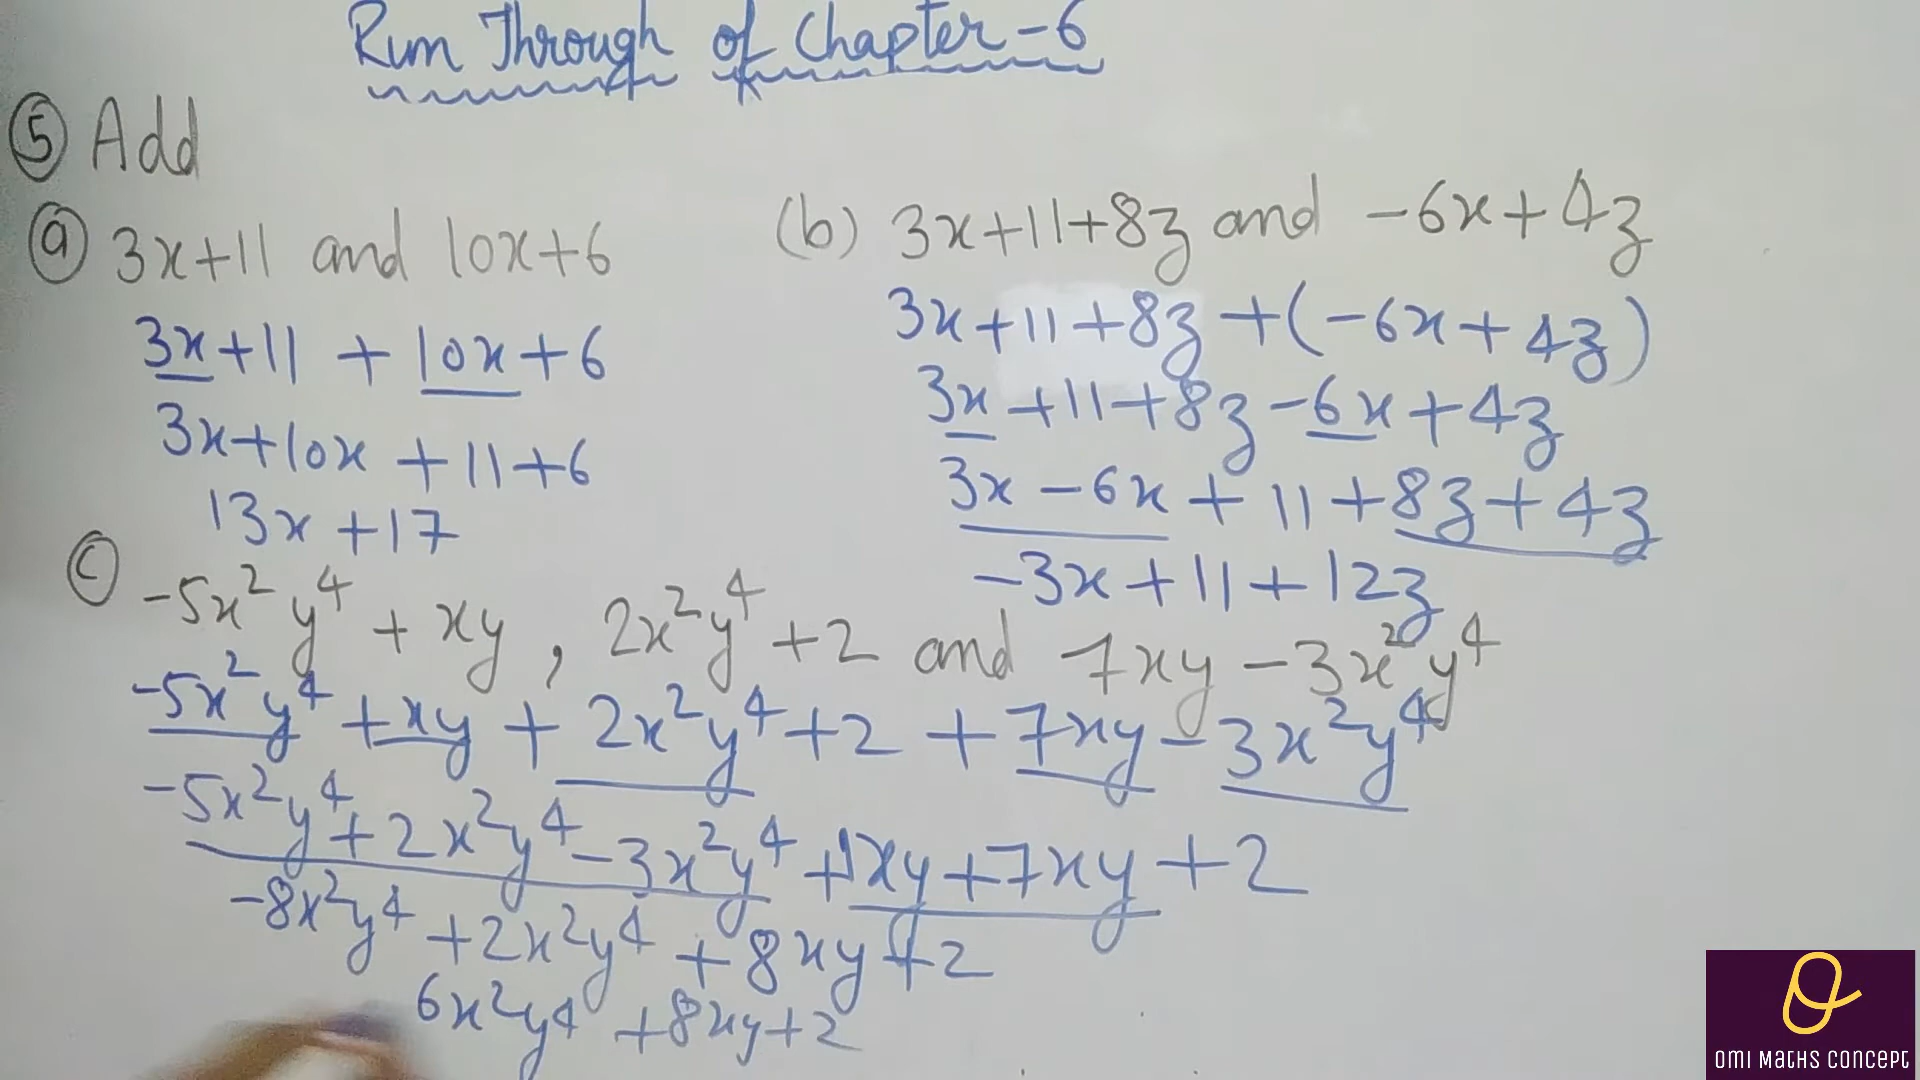 Run Through of Chapter-6
⑤ Add
ⓐ 3x+11 and 10x+6
3x+11 + 10x+6
3x+10x +11+6
13x+17
(b) 3x+11+8z and -6x+4z
3x+11+8z+(-6x+4z)
3x+11+8z-6x+4z
3x-6x+11+8z+4z
-3x+11+12z
ⓒ -5x²y⁴+xy, 2x²y⁴+2 and 7xy-3x²y⁴
-5x²y⁴+xy+2x²y⁴+2+7xy-3x²y⁴
-5x²y⁴+2x²y⁴-3x²y⁴+1xy+7xy+2
-8x²y⁴+2x²y⁴+8xy+2
6x²y⁴+8xy+2
OMI MATHS CONCEPT